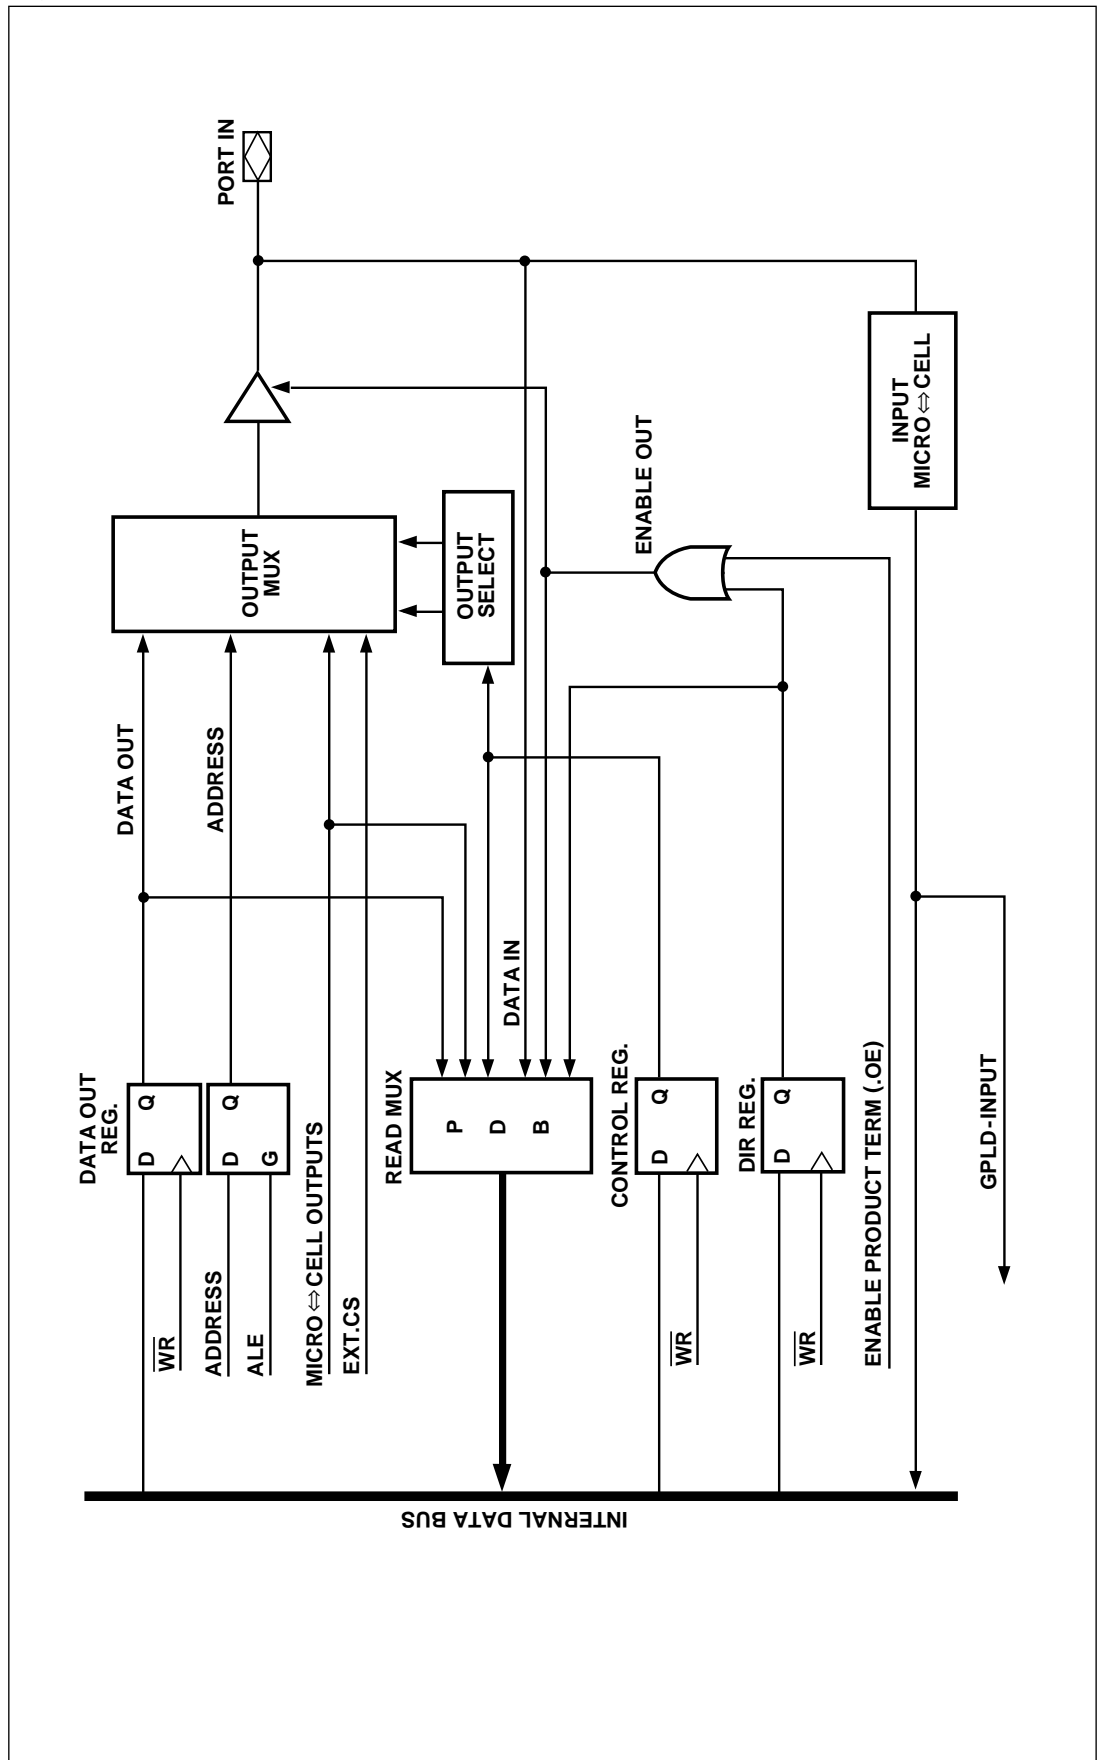 INTERNAL DATA BUS
DATA OUT
REG.
D
Q
WR
DATA OUT
ADDRESS
D
Q
ALE
G
ADDRESS
MICRO⇔CELL OUTPUTS
EXT.CS
OUTPUT
MUX
PORT IN
READ MUX
P
D
B
DATA IN
OUTPUT
SELECT
CONTROL REG.
D
Q
WR
ENABLE OUT
DIR REG.
D
Q
WR
ENABLE PRODUCT TERM (.OE)
INPUT
MICRO⇔CELL
GPLD-INPUT